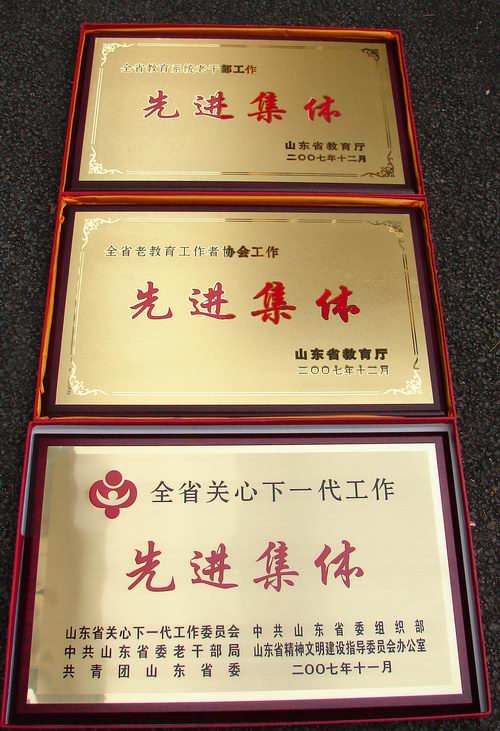 全省教育系统老干部工作
先进集体
山东省教育厅
二〇〇七年十二月
全省老教育工作者协会工作
先进集体
山东省教育厅
二〇〇七年十二月
全省关心下一代工作
先进集体
山东省关心下一代工作委员会 中共山东省委组织部
中共山东省委老干部局 山东省精神文明建设指导委员会办公室
共青团山东省委 二〇〇七年十一月